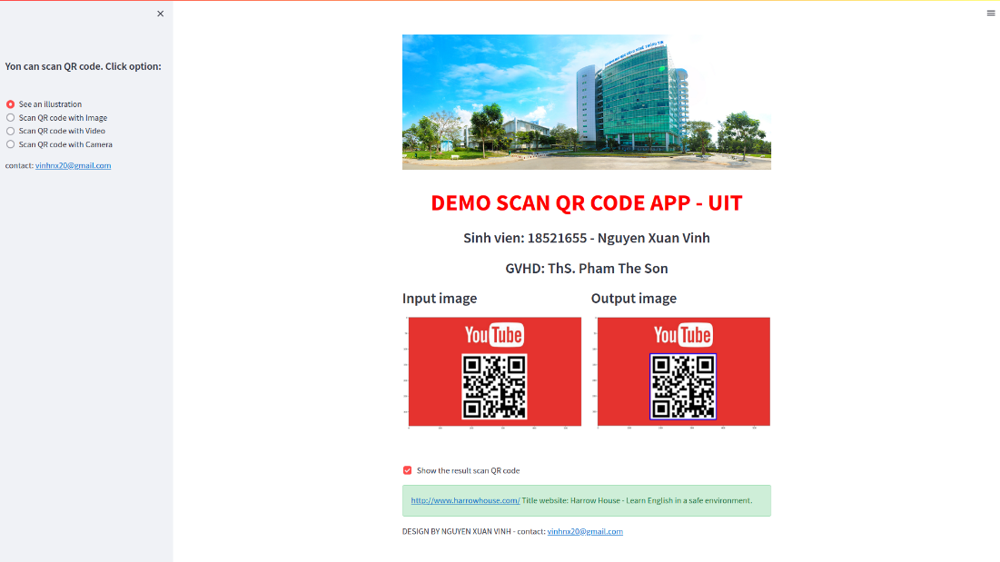 Yon can scan QR code. Click option:
See an illustration
Scan QR code with Image
Scan QR code with Video
Scan QR code with Camera
contact: vinhnx20@gmail.com
DEMO SCAN QR CODE APP - UIT
Sinh vien: 18521655 - Nguyen Xuan Vinh
GVHD: ThS. Pham The Son
Input image
Output image
YouTube
YouTube
Show the result scan QR code
http://www.harrowhouse.com/ Title website: Harrow House - Learn English in a safe environment.
DESIGN BY NGUYEN XUAN VINH - contact: vinhnx20@gmail.com